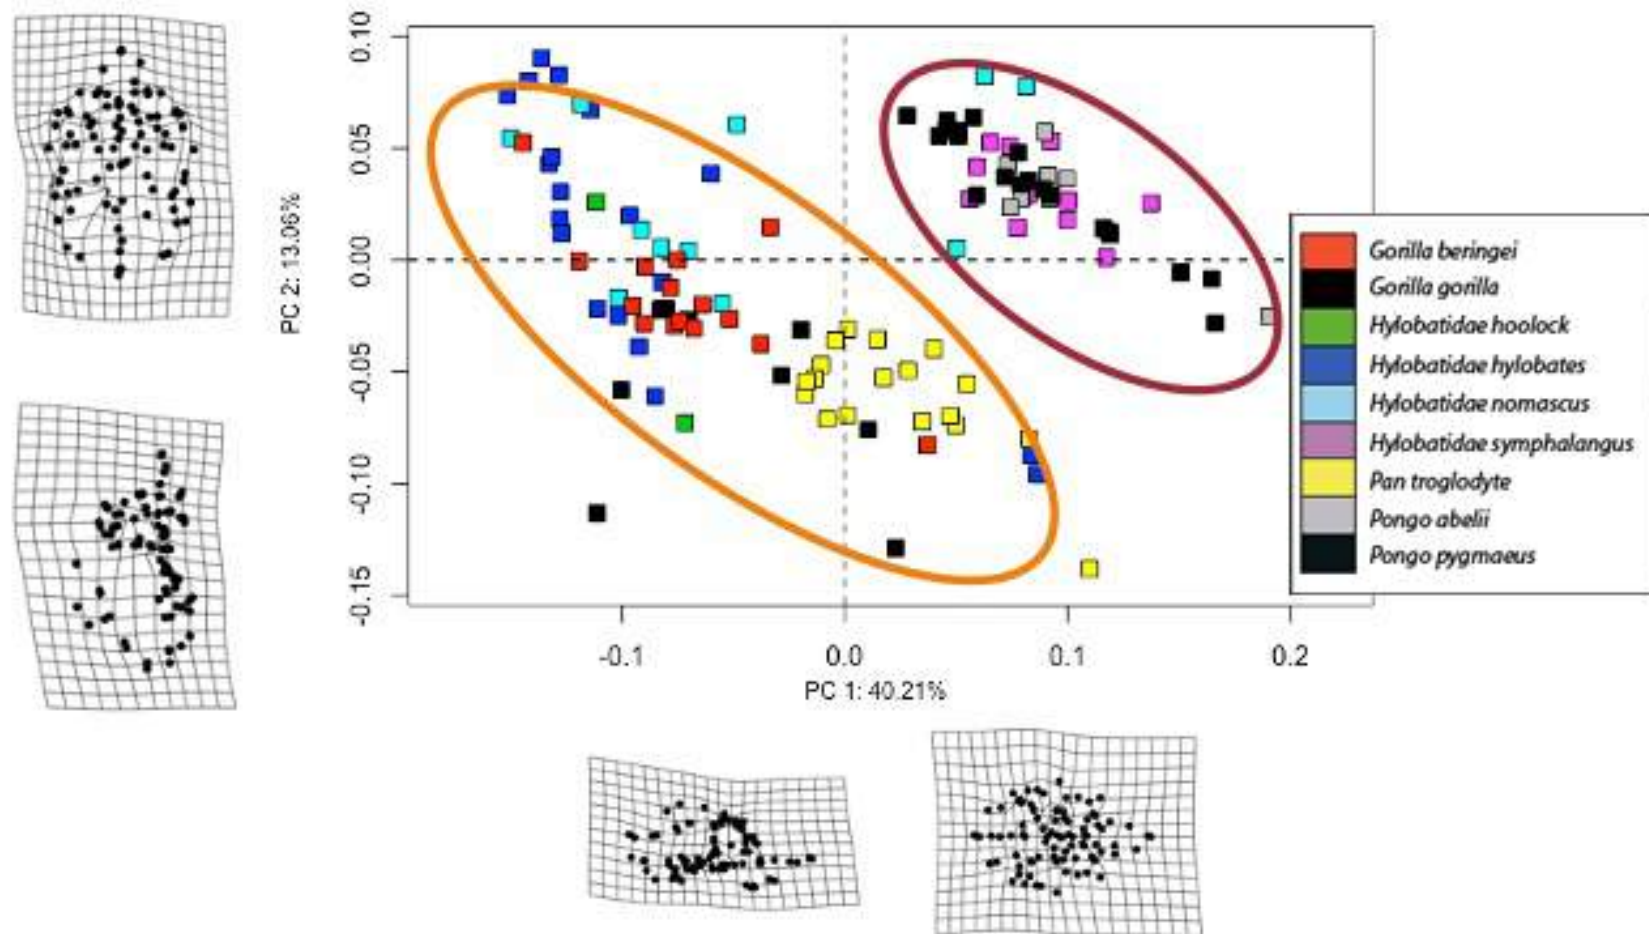 0.10
0.05
0.00
-0.05
-0.10
-0.15
PC 2: 13.06%
-0.1
0.0
0.1
0.2
PC 1: 40.21%
Gorilla beringei
Gorilla gorilla
Hylobatidae hoolock
Hylobatidae hylobates
Hylobatidae nomascus
Hylobatidae symphalangus
Pan troglodyte
Pongo abelii
Pongo pygmaeus